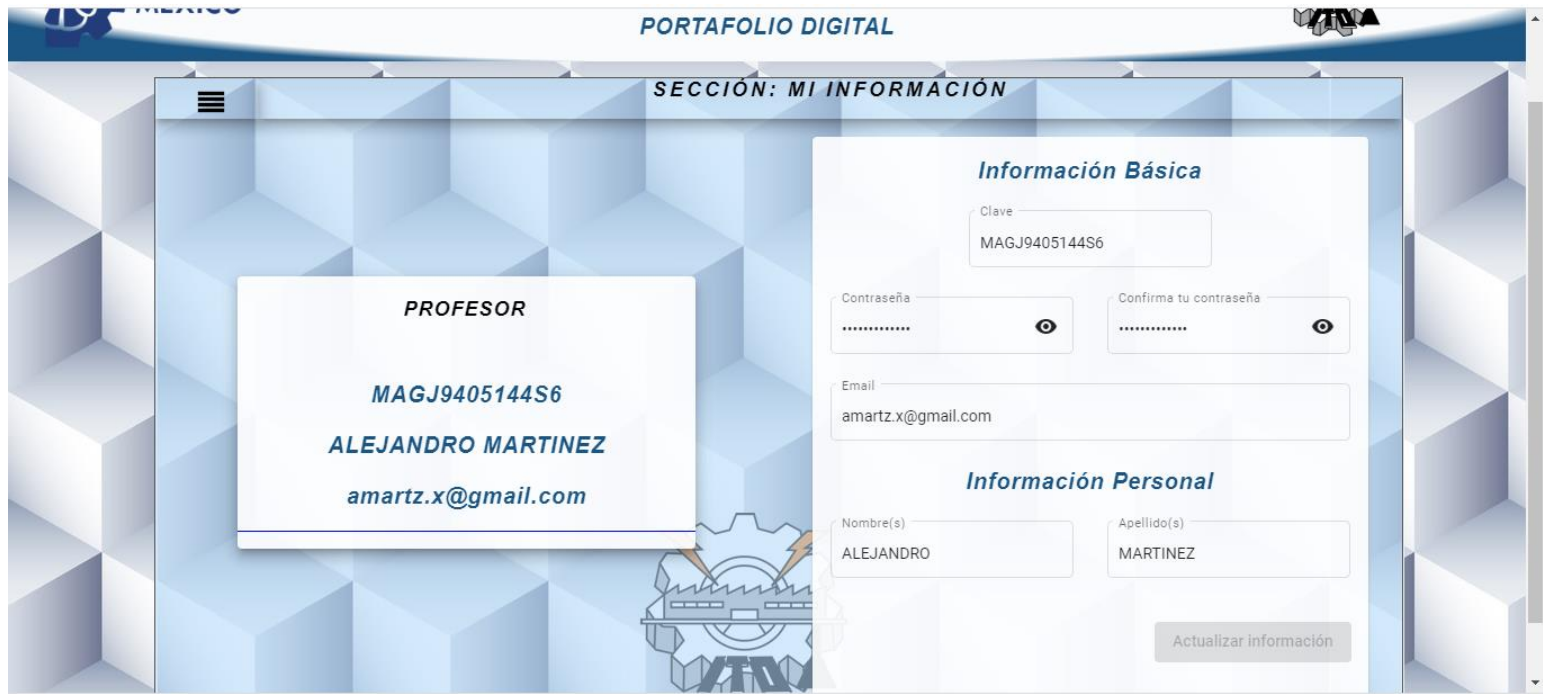 MÉXICO
PORTAFOLIO DIGITAL
SECCIÓN: MI INFORMACIÓN
PROFESOR
MAGJ9405144S6
ALEJANDRO MARTINEZ
amartz.x@gmail.com
Información Básica
Clave
MAGJ9405144S6
Contraseña
Confirma tu contraseña
•••••••••••••
•••••••••••••
Email
amartz.x@gmail.com
Información Personal
Nombre(s)
Apellido(s)
ALEJANDRO
MARTINEZ
Actualizar información